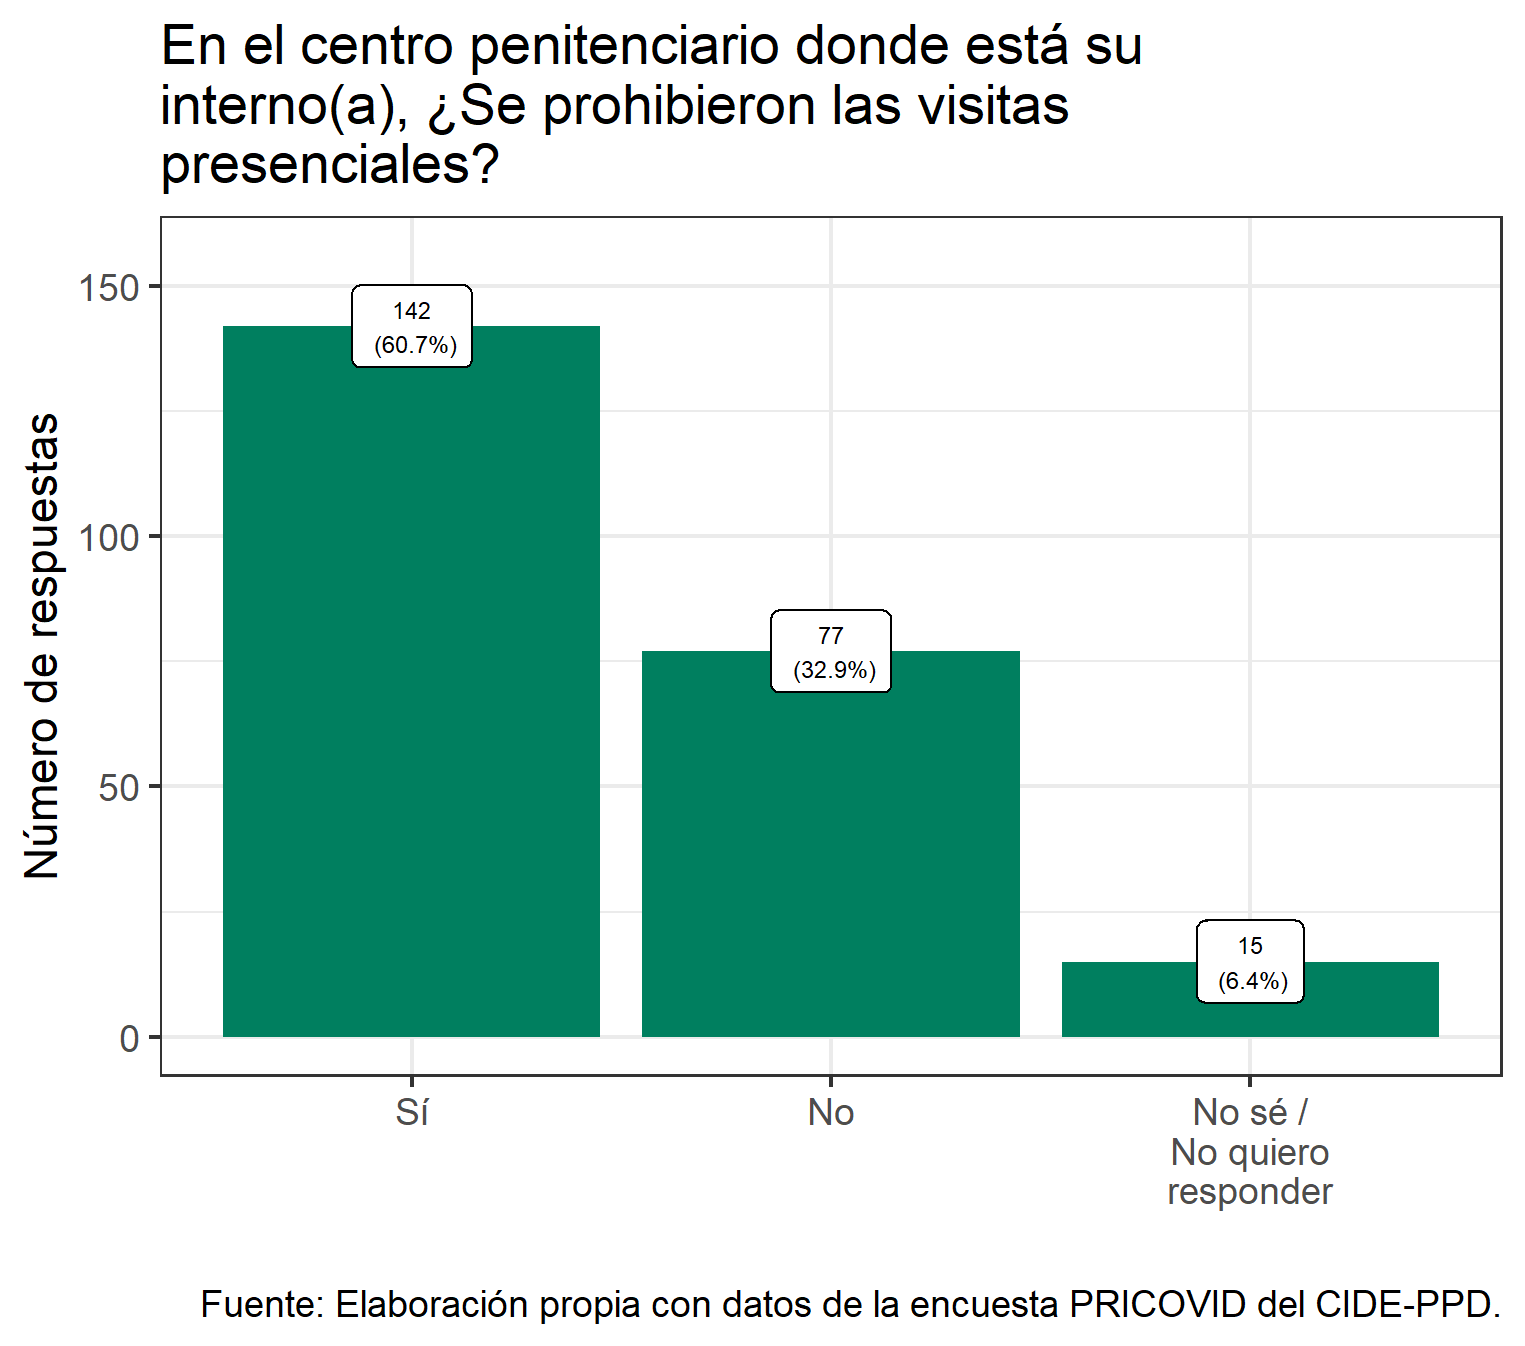 En el centro penitenciario donde está su
interno(a), ¿Se prohibieron las visitas
presenciales?
Número de respuestas
150
100
50
0
142
(60.7%)
77
(32.9%)
15
(6.4%)
Sí
No
No sé /
No quiero
responder
Fuente: Elaboración propia con datos de la encuesta PRICOVID del CIDE-PPD.